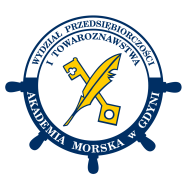 WYDZIAŁ PRZEDSIĘBIORCZOŚCI
I TOWAROZNAWSTWA
AKADEMIA MORSKA W GDYNI